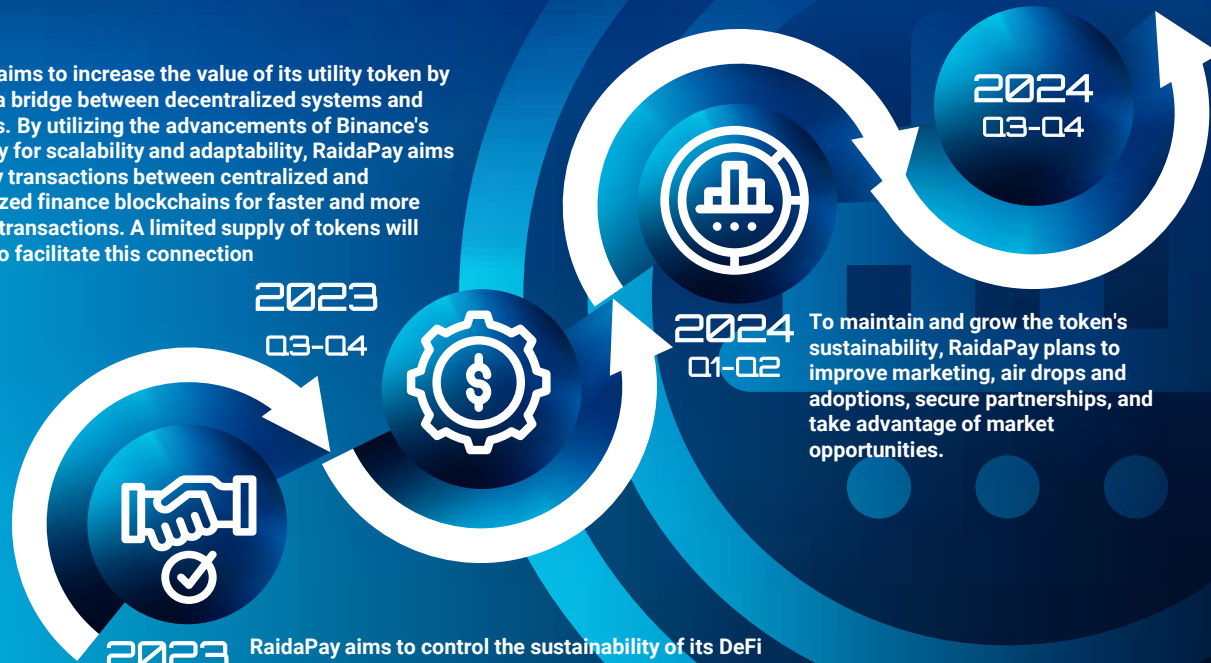 aims to increase the value of its utility token by
a bridge between decentralized systems and
By utilizing the advancements of Binance's
for scalability and adaptability, RaidaPay aims
transactions between centralized and
finance blockchains for faster and more
transactions. A limited supply of tokens will
facilitate this connection
2023
Q3-Q4
2024
Q3-Q4
2024
Q1-Q2
To maintain and grow the token's
sustainability, RaidaPay plans to
improve marketing, air drops and
adoptions, secure partnerships, and
take advantage of market
opportunities.
2023
RaidaPay aims to control the sustainability of its DeFi